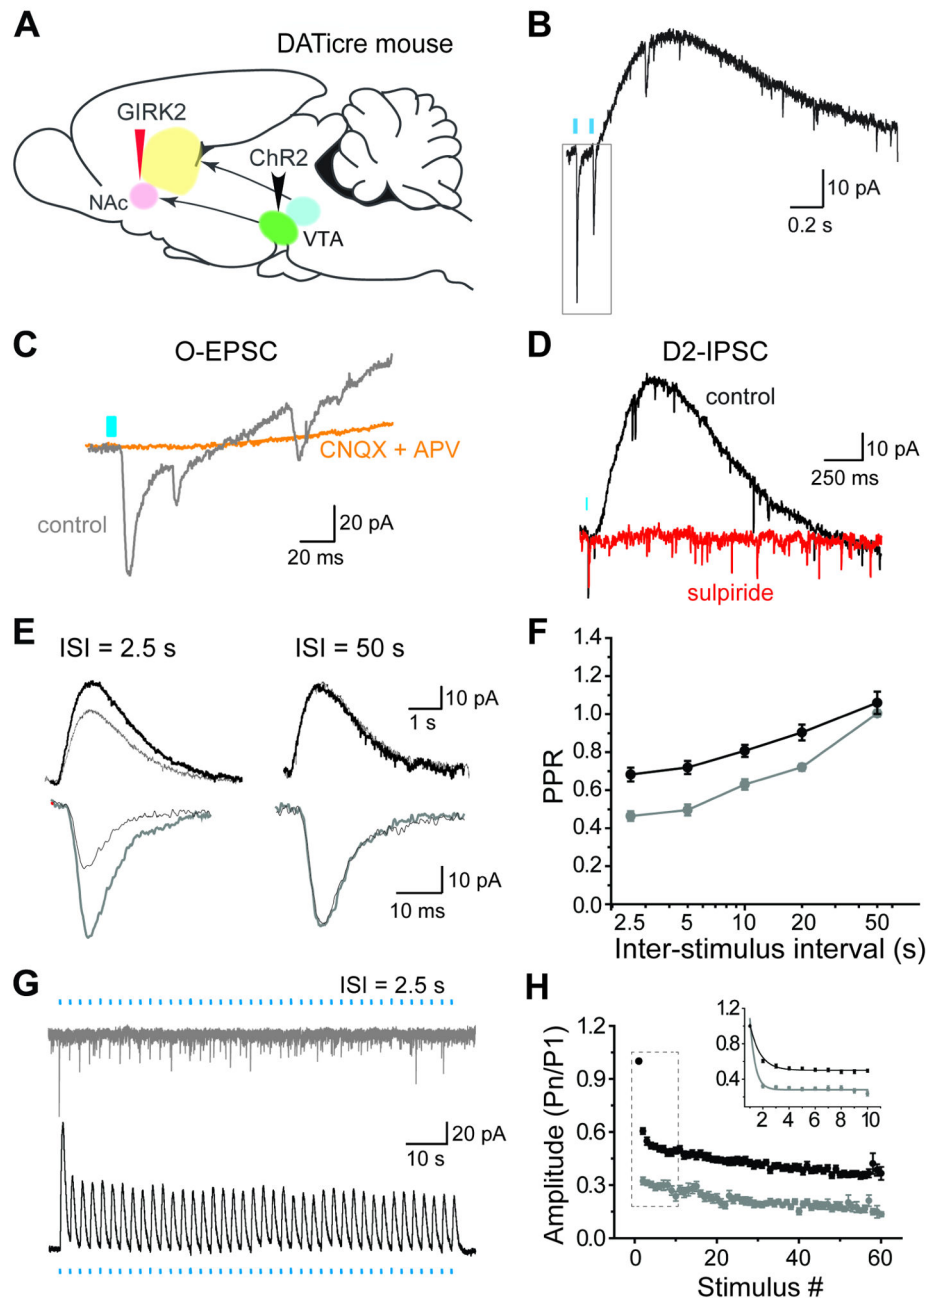 A
DATicre mouse
GIRK2
ChR2
NAc
VTA
B
10 pA
0.2 s
C
O-EPSC
CNQX + APV
control
20 pA
20 ms
D
D2-IPSC
control
10 pA
250 ms
sulpiride
E
ISI = 2.5 s
ISI = 50 s
10 pA
1 s
10 pA
10 ms
F
1.4
1.2
1.0
0.8
0.6
0.4
0.2
0.0
PPR
2.5 5 10 20 50
Inter-stimulus interval (s)
G
ISI = 2.5 s
20 pA
10 s
H
1.2
0.9
0.6
0.3
0.0
Amplitude (Pn/P1)
0 20 40 60
Stimulus #
1.2
0.8
0.4
2 4 6 8 10